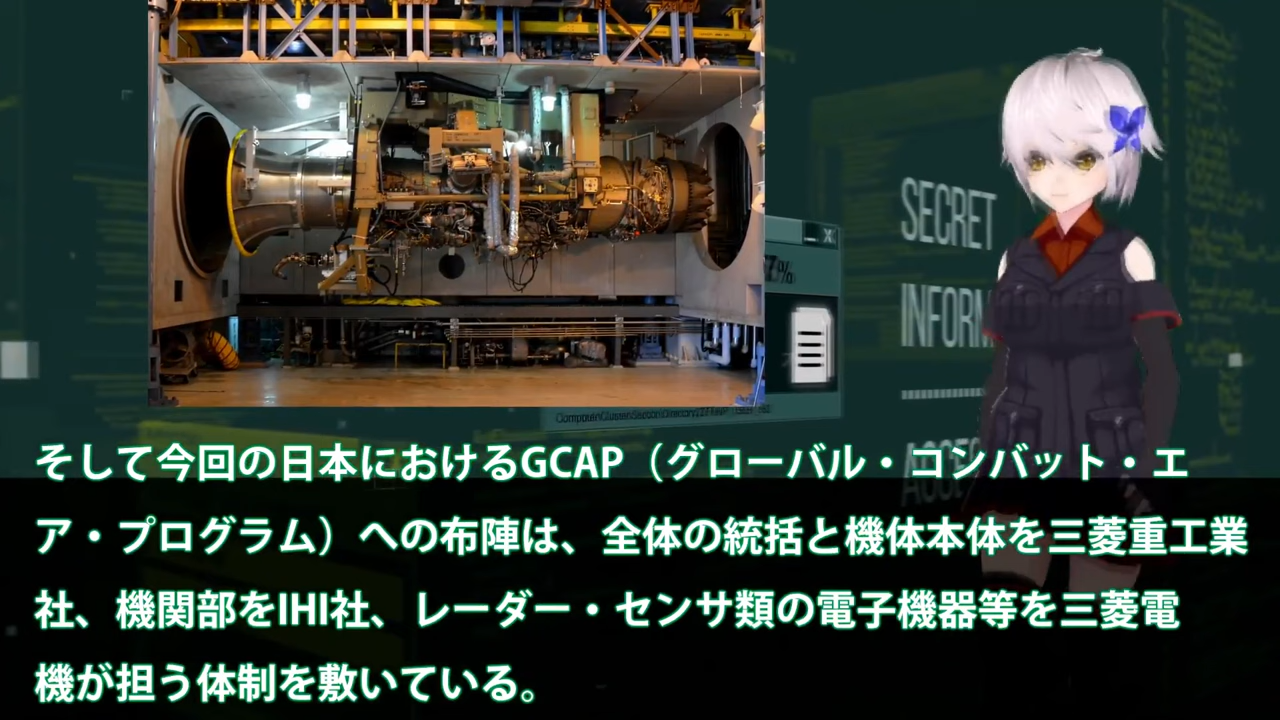 SECRET
INFORM
7%
そして今回の日本におけるGCAP（グローバル・コンバット・エ
ア・プログラム）への布陣は、全体の統括と機体本体を三菱重工業
社、機関部をIHI社、レーダー・センサ類の電子機器等を三菱電
機が担う体制を敷いている。